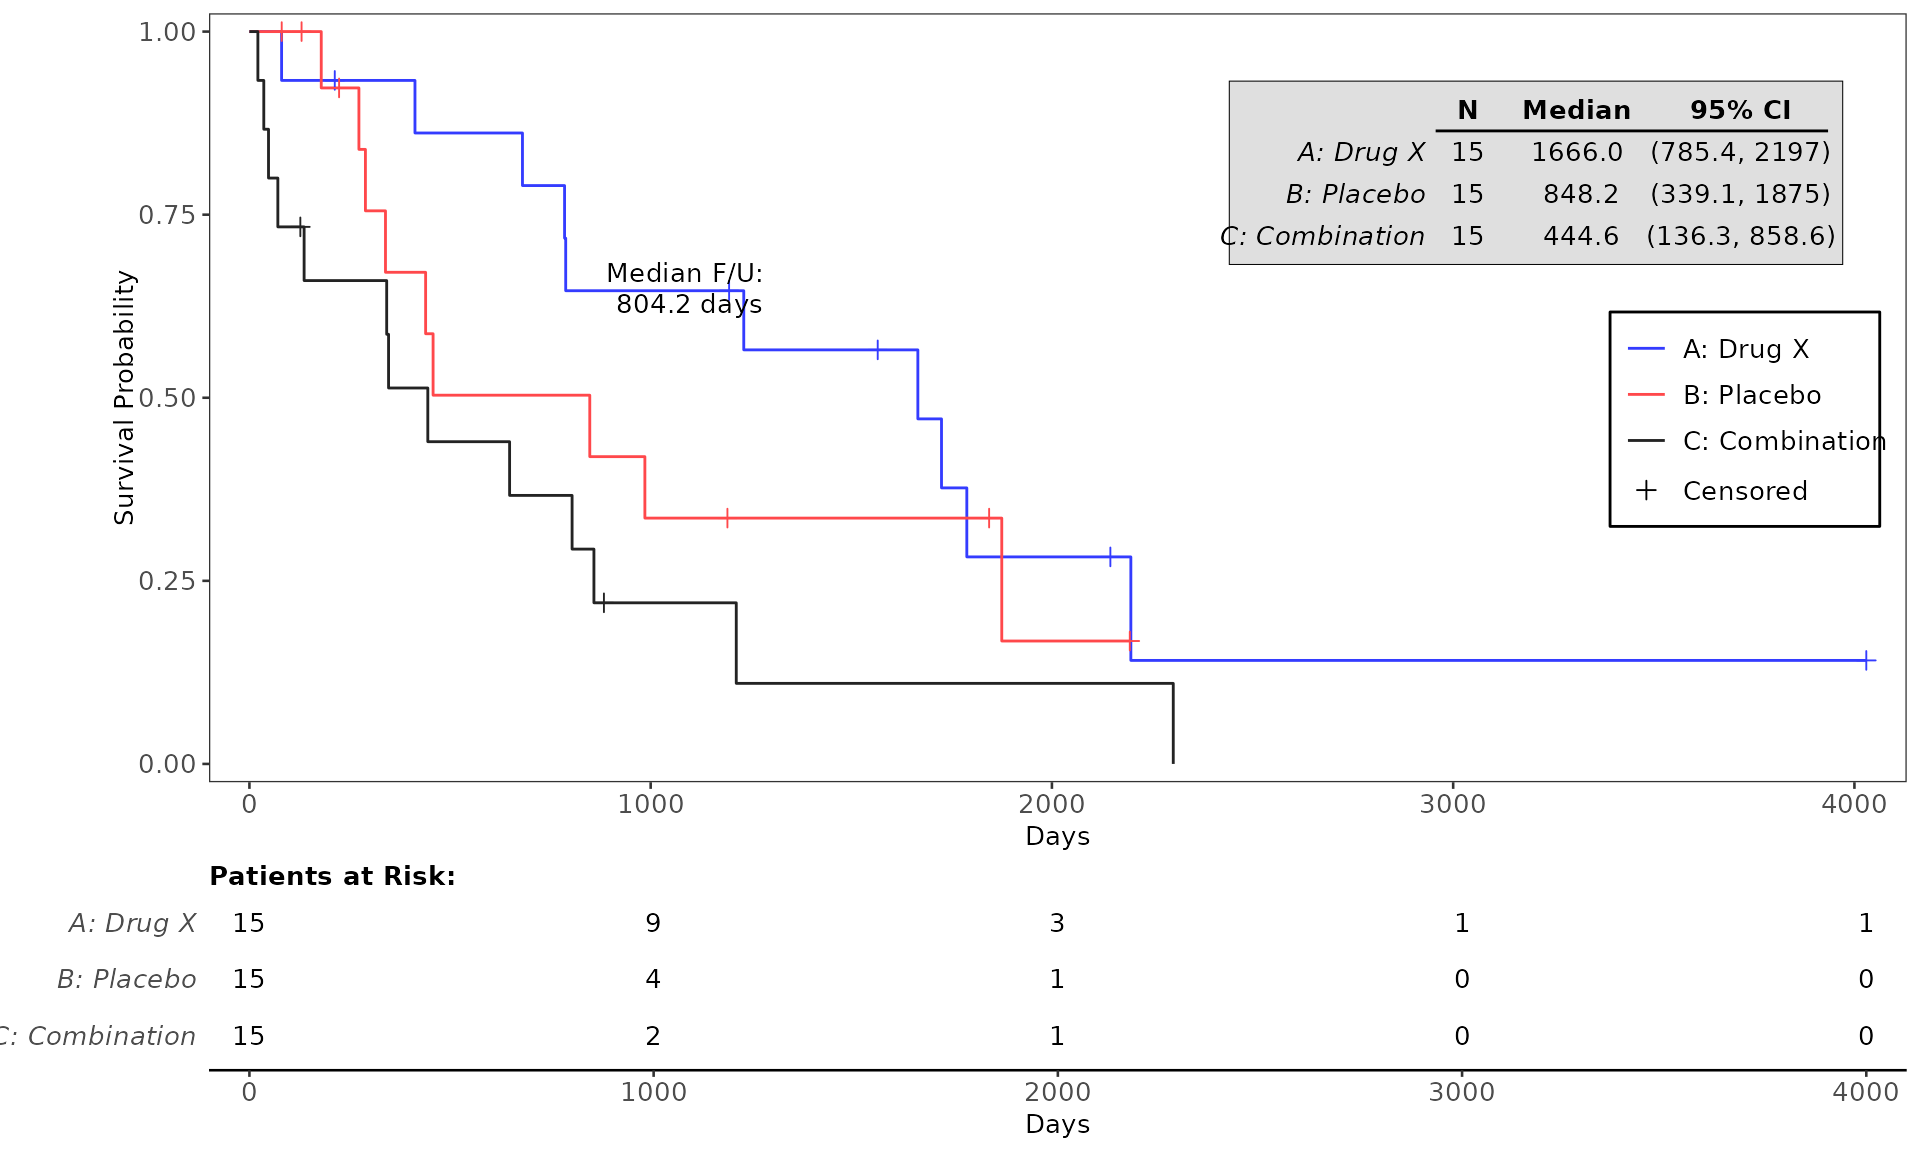 1.00
0.75
0.50
0.25
0.00
Survival Probability
N Median 95% CI
A: Drug X 15 1666.0 (785.4, 2197)
B: Placebo 15 848.2 (339.1, 1875)
C: Combination 15 444.6 (136.3, 858.6)
Median F/U:
804.2 days
A: Drug X
B: Placebo
C: Combination
Censored
0 1000 2000 3000 4000
Days
Patients at Risk:
A: Drug X 15 9 3 1 1
B: Placebo 15 4 1 0 0
C: Combination 15 2 1 0 0
0 1000 2000 3000 4000
Days